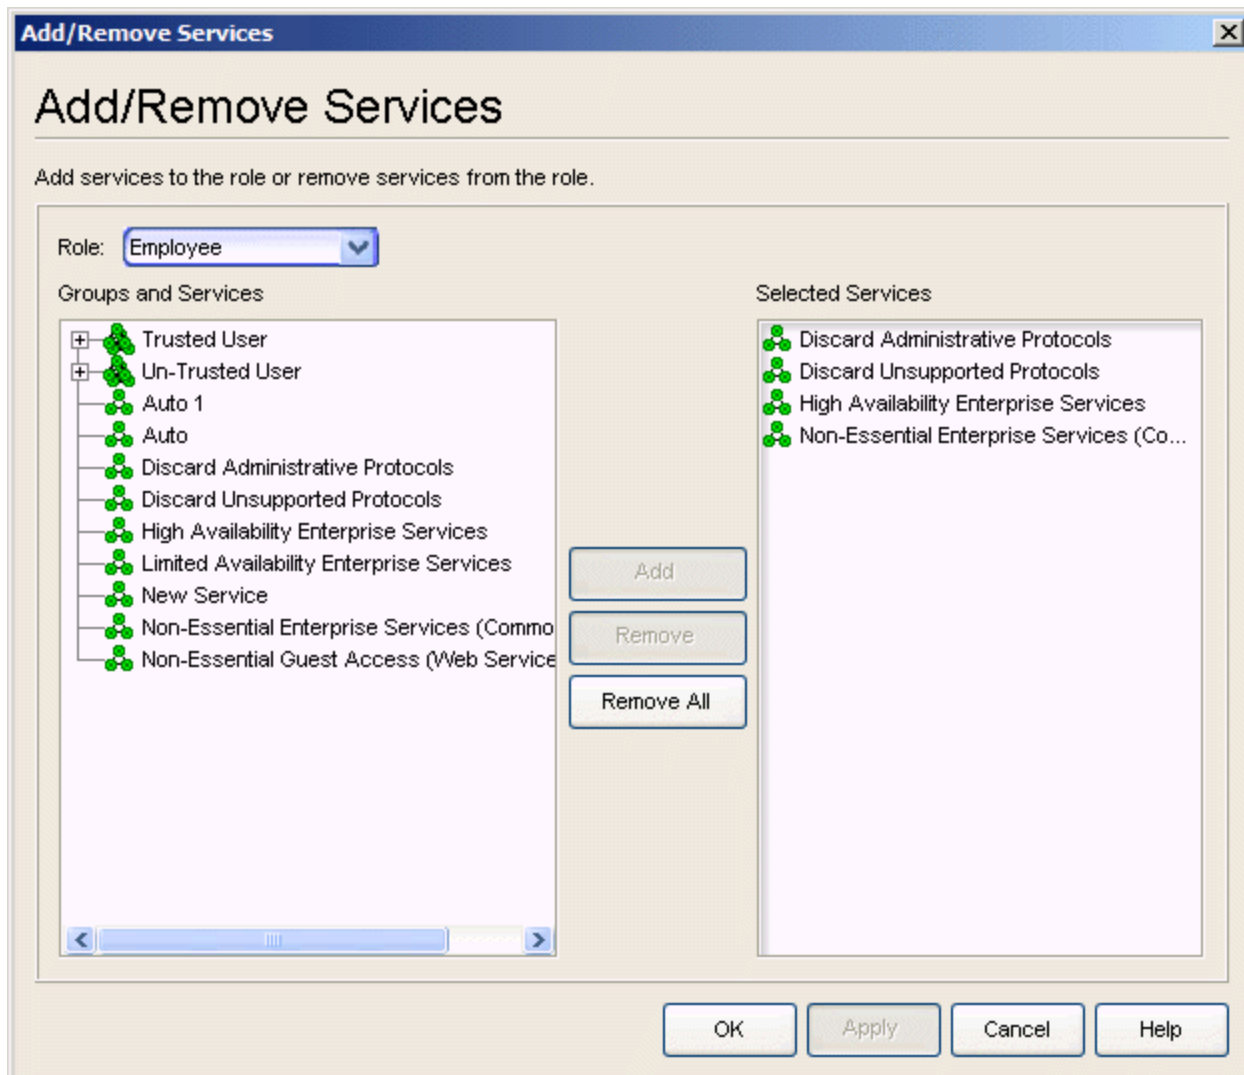 Add/Remove Services
Add/Remove Services
Add services to the role or remove services from the role.
Role: Employee
Groups and Services
Trusted User
Un-Trusted User
Auto 1
Auto
Discard Administrative Protocols
Discard Unsupported Protocols
High Availability Enterprise Services
Limited Availability Enterprise Services
New Service
Non-Essential Enterprise Services (Commo
Non-Essential Guest Access (Web Service
Add
Remove
Remove All
Selected Services
Discard Administrative Protocols
Discard Unsupported Protocols
High Availability Enterprise Services
Non-Essential Enterprise Services (Co...
OK Apply Cancel Help